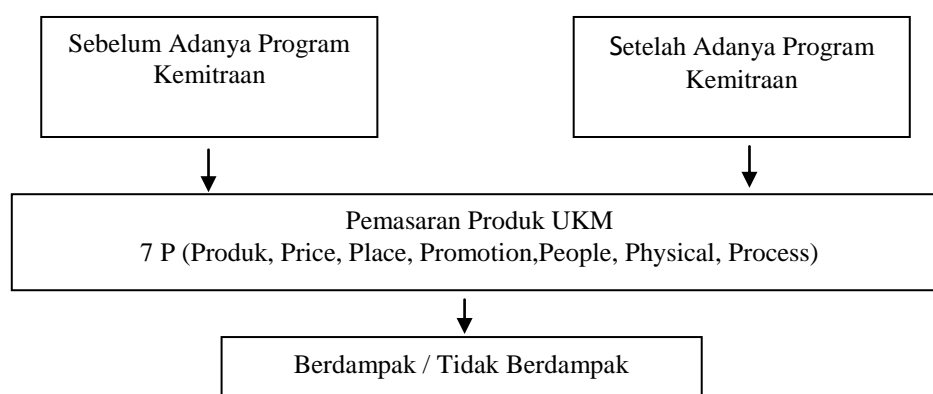 Sebelum Adanya Program
Kemitraan
Setelah Adanya Program
Kemitraan
Pemasaran Produk UKM
7 P (Produk, Price, Place, Promotion,People, Physical, Process)
Berdampak / Tidak Berdampak